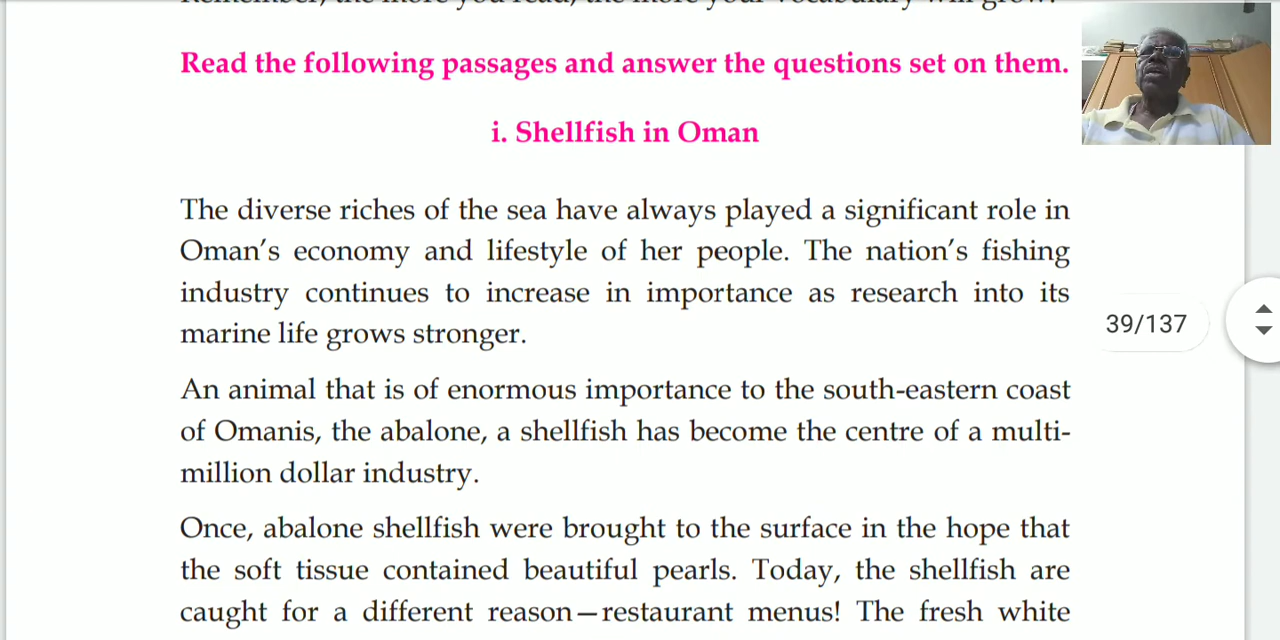 Read the following passages and answer the questions set on them.
i. Shellfish in Oman
The diverse riches of the sea have always played a significant role in
Oman's economy and lifestyle of her people. The nation's fishing
industry continues to increase in importance as research into its
marine life grows stronger.
39/137
An animal that is of enormous importance to the south-eastern coast
of Omanis, the abalone, a shellfish has become the centre of a multi-
million dollar industry.
Once, abalone shellfish were brought to the surface in the hope that
the soft tissue contained beautiful pearls. Today, the shellfish are
caught for a different reason—restaurant menus! The fresh white